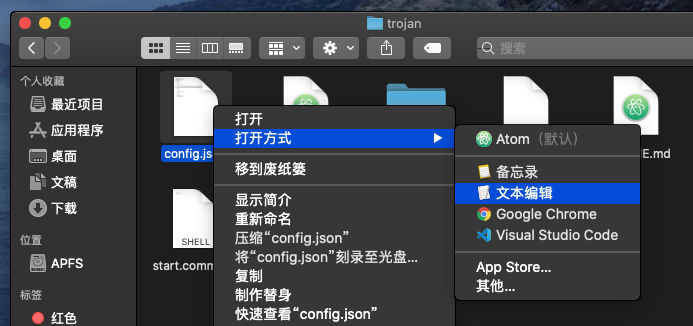 trojan
搜索
个人收藏
最近项目
应用程序
桌面
文稿
下载
位置
APFS
标签
红色
config.js
E.md
SHELL
start.comm
打开
打开方式
移到废纸篓
显示简介
重新命名
压缩“config.json”
将“config.json”刻录至光盘...
复制
制作替身
快速查看“config.json”
Atom（默认）
备忘录
文本编辑
Google Chrome
Visual Studio Code
App Store...
其他...